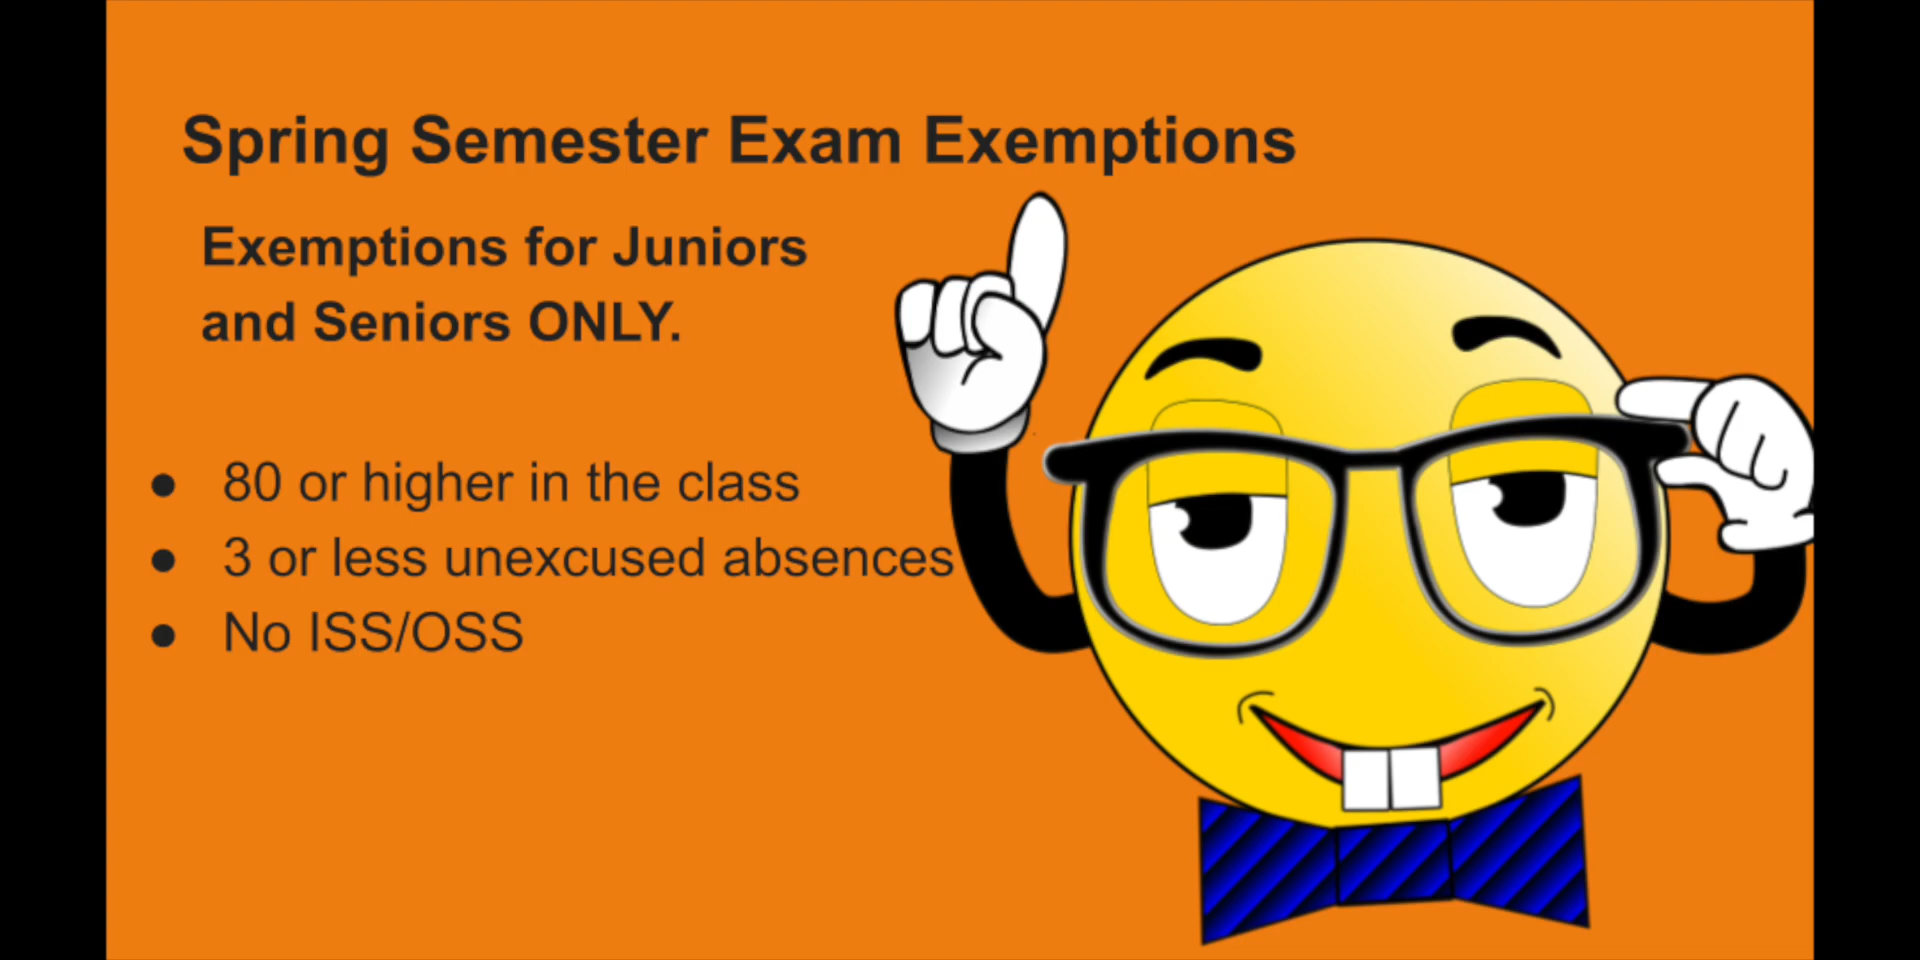 Spring Semester Exam Exemptions
Exemptions for Juniors
and Seniors ONLY.
● 80 or higher in the class
● 3 or less unexcused absences
● No ISS/OSS